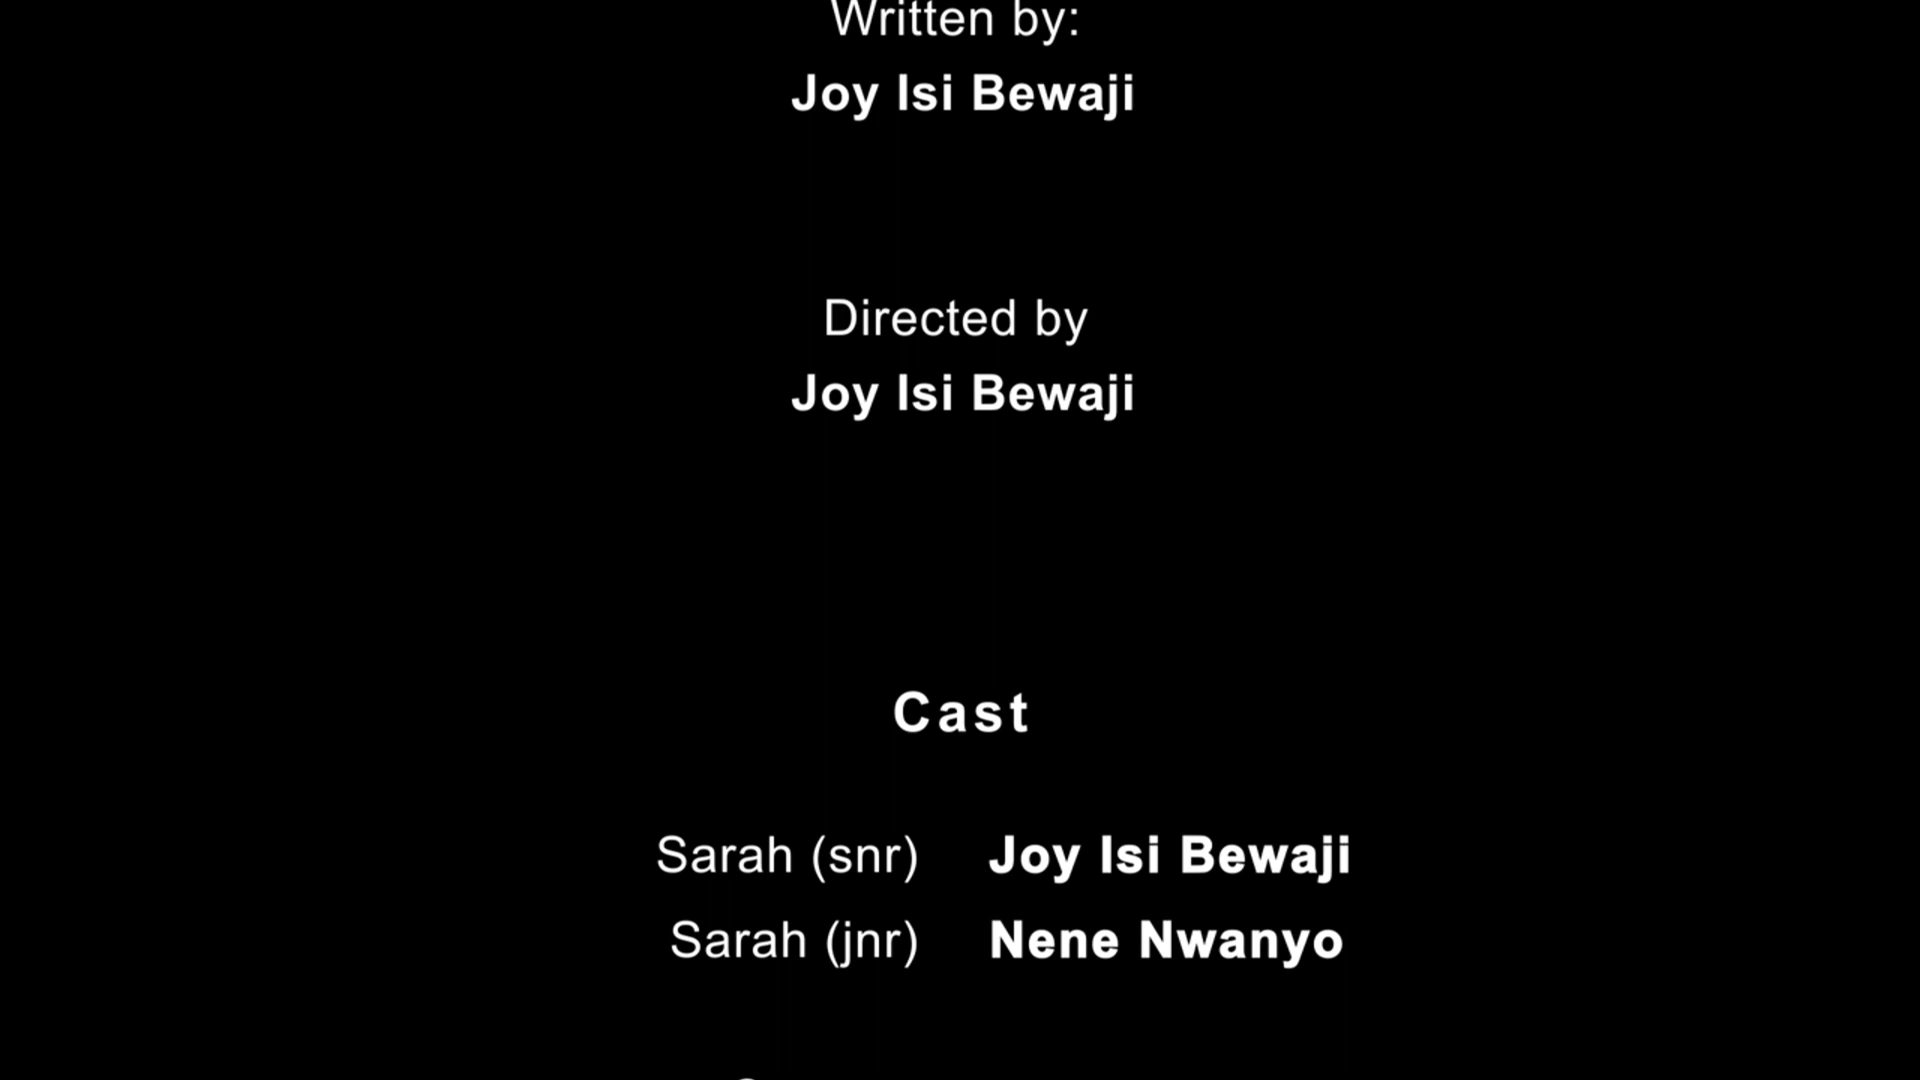 Written by:
Joy Isi Bewaji
Directed by
Joy Isi Bewaji
Cast
Sarah (snr) Joy Isi Bewaji
Sarah (jnr) Nene Nwanyo